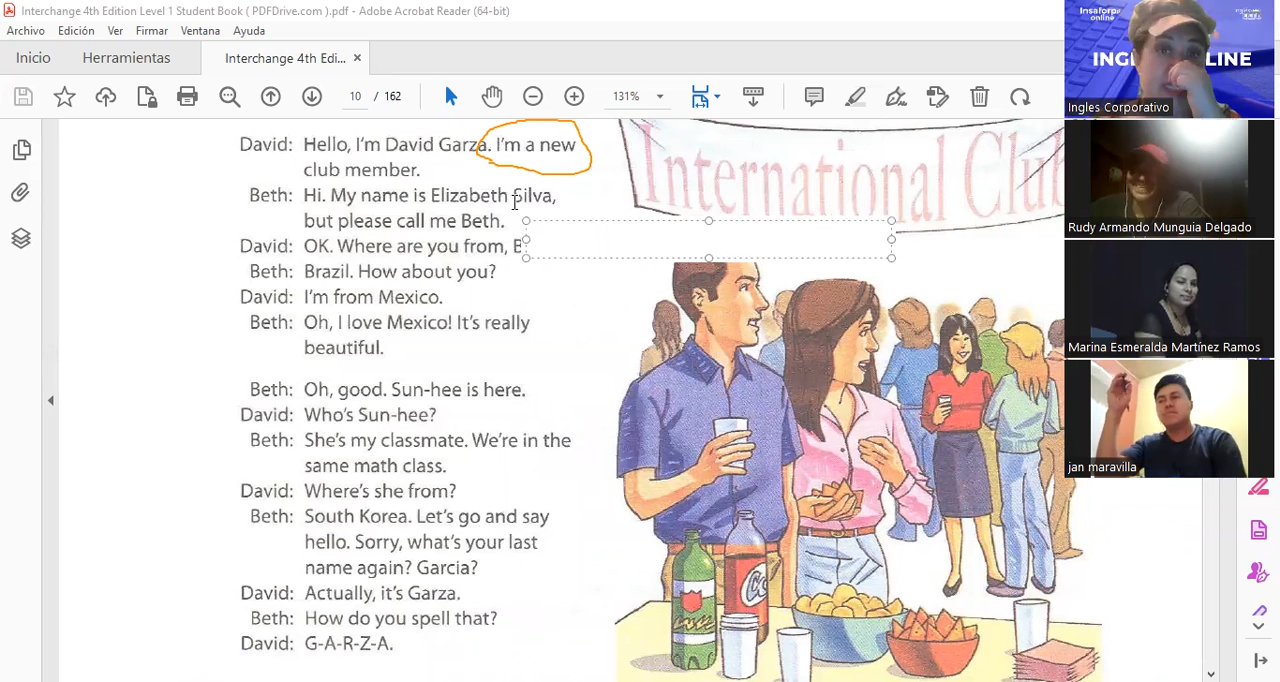 Interchange 4th Edition Level 1 Student Book ( PDFDrive.com ).pdf - Adobe Acrobat Reader (64-bit)
Archivo Edición Ver Firmar Ventana Ayuda
Inicio Herramientas Interchange 4th Edi... ×
10 / 162 131%
David: Hello, I'm David Garza. I'm a new
club member.
Beth: Hi. My name is Elizabeth Silva,
but please call me Beth.
David: OK. Where are you from, B
Beth: Brazil. How about you?
David: I'm from Mexico.
Beth: Oh, I love Mexico! It's really
beautiful.
Beth: Oh, good. Sun-hee is here.
David: Who's Sun-hee?
Beth: She's my classmate. We're in the
same math class.
David: Where's she from?
Beth: South Korea. Let's go and say
hello. Sorry, what's your last
name again? Garcia?
David: Actually, it's Garza.
Beth: How do you spell that?
David: G-A-R-Z-A.
International Club
Insaforp
online
INGL LINE
Ingles Corporativo
Rudy Armando Munguia Delgado
Marina Esmeralda Martínez Ramos
jan maravilla